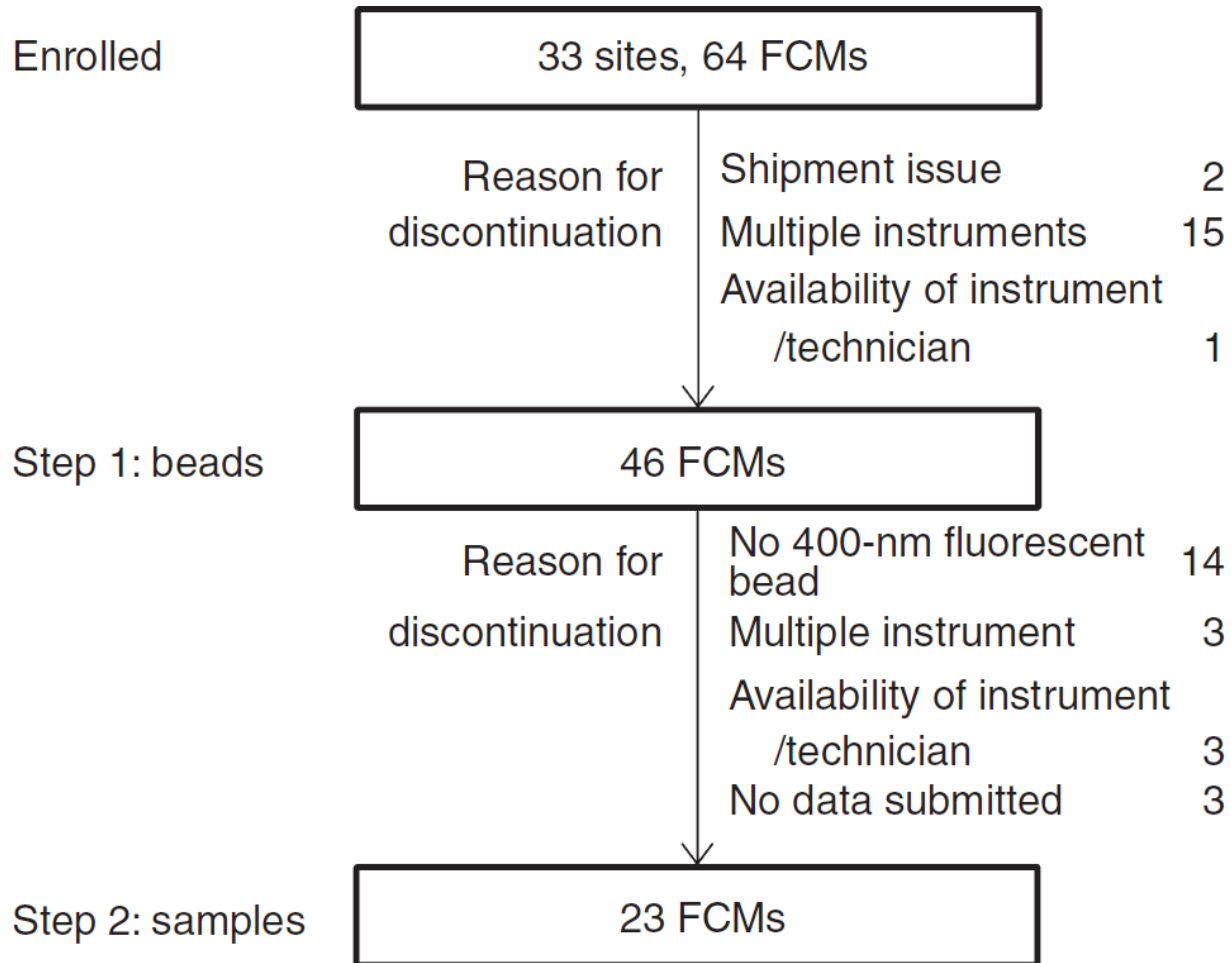 Enrolled
33 sites, 64 FCMs
Reason for
discontinuation
Shipment issue 2
Multiple instruments 15
Availability of instrument
/technician 1
Step 1: beads
46 FCMs
Reason for
discontinuation
No 400-nm fluorescent
bead 14
Multiple instrument 3
Availability of instrument
/technician 3
No data submitted 3
Step 2: samples
23 FCMs